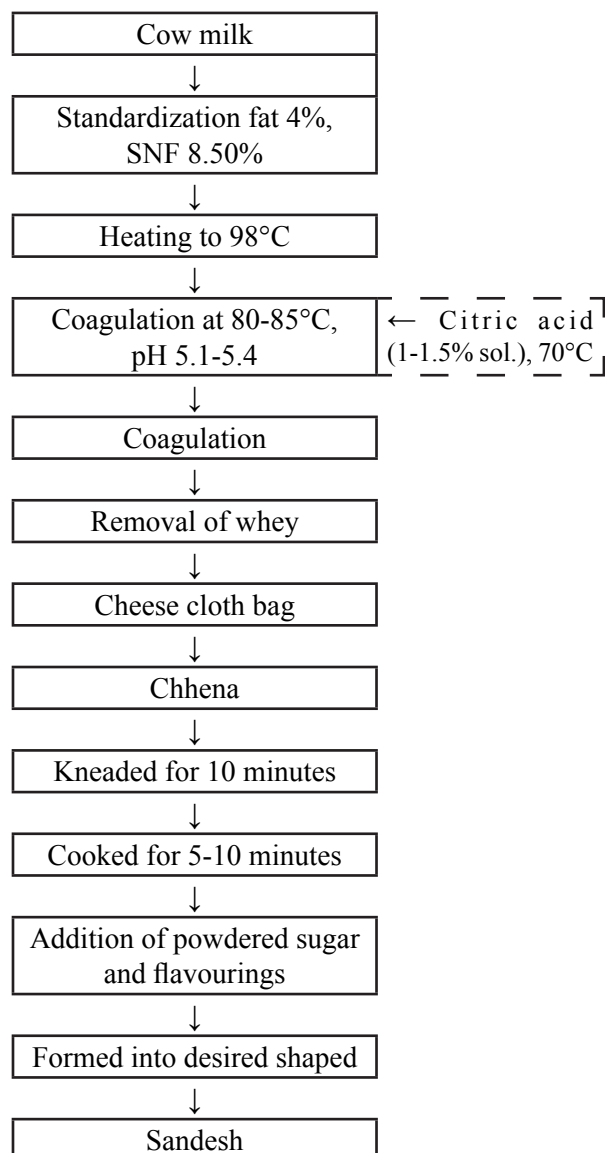 Cow milk
↓
Standardization fat 4%,
SNF 8.50%
↓
Heating to 98°C
↓
Coagulation at 80-85°C,
pH 5.1-5.4
← Citric acid
(1-1.5% sol.), 70°C
↓
Coagulation
↓
Removal of whey
↓
Cheese cloth bag
↓
Chhena
↓
Kneaded for 10 minutes
↓
Cooked for 5-10 minutes
↓
Addition of powdered sugar
and flavourings
↓
Formed into desired shaped
↓
Sandesh